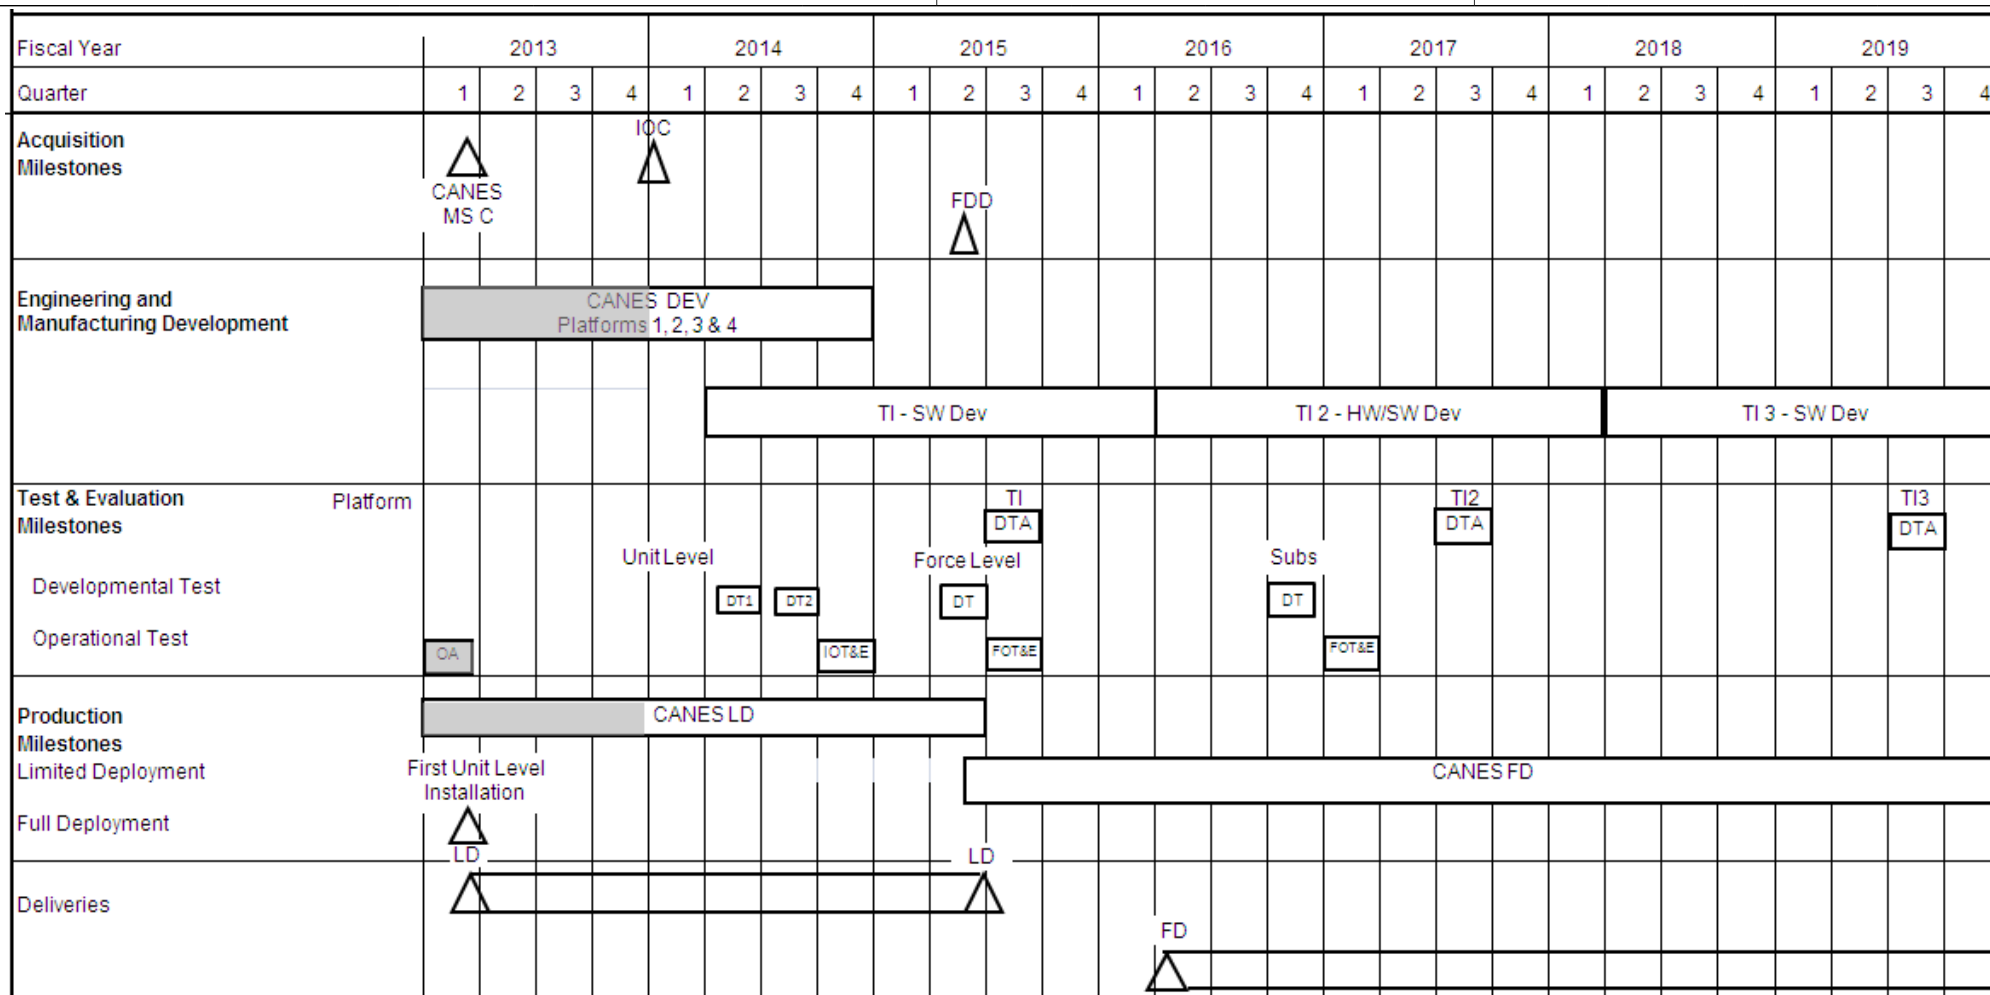 Fiscal Year 2013 2014 2015 2016 2017 2018 2019
Quarter 1 2 3 4 1 2 3 4 1 2 3 4 1 2 3 4 1 2 3 4 1 2 3 4 1 2 3 4
Acquisition
Milestones
IOC
CANES
MS C
FDD
Engineering and
Manufacturing Development
CANES DEV
Platforms 1, 2, 3 & 4
TI - SW Dev
TI 2 - HW/SW Dev
TI 3 - SW Dev
Test & Evaluation
Milestones
Platform
TI
DTA
TI2
DTA
TI3
DTA
Unit Level
Force Level
Subs
Developmental Test
DT1
DT2
DT
DT
Operational Test
OA
IOT&E
FOT&E
FOT&E
Production
Milestones
CANES LD
Limited Deployment
First Unit Level
Installation
CANES FD
Full Deployment
LD
LD
Deliveries
FD